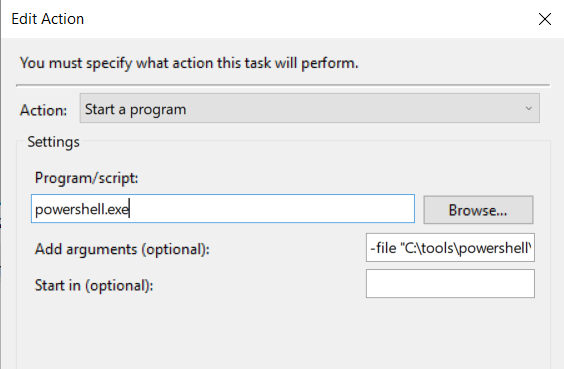 Edit Action
You must specify what action this task will perform.
Action: Start a program
Settings
Program/script:
powershell.exe Browse...
Add arguments (optional): -file "C:\tools\powershell\
Start in (optional):